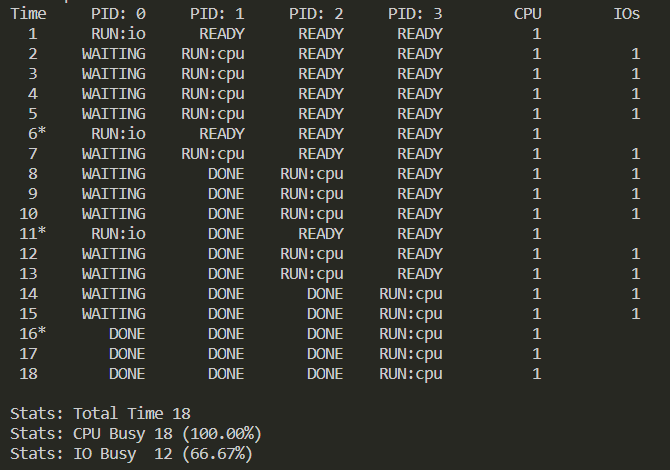 Time PID: 0 PID: 1 PID: 2 PID: 3 CPU IOs
1 RUN:io READY READY READY 1
2 WAITING RUN:cpu READY READY 1 1
3 WAITING RUN:cpu READY READY 1 1
4 WAITING RUN:cpu READY READY 1 1
5 WAITING RUN:cpu READY READY 1 1
6* RUN:io READY READY READY 1
7 WAITING RUN:cpu READY READY 1 1
8 WAITING DONE RUN:cpu READY 1 1
9 WAITING DONE RUN:cpu READY 1 1
10 WAITING DONE RUN:cpu READY 1 1
11* RUN:io DONE READY READY 1
12 WAITING DONE RUN:cpu READY 1 1
13 WAITING DONE RUN:cpu READY 1 1
14 WAITING DONE DONE RUN:cpu 1 1
15 WAITING DONE DONE RUN:cpu 1 1
16* DONE DONE DONE RUN:cpu 1
17 DONE DONE DONE RUN:cpu 1
18 DONE DONE DONE RUN:cpu 1
Stats: Total Time 18
Stats: CPU Busy 18 (100.00%)
Stats: IO Busy 12 (66.67%)